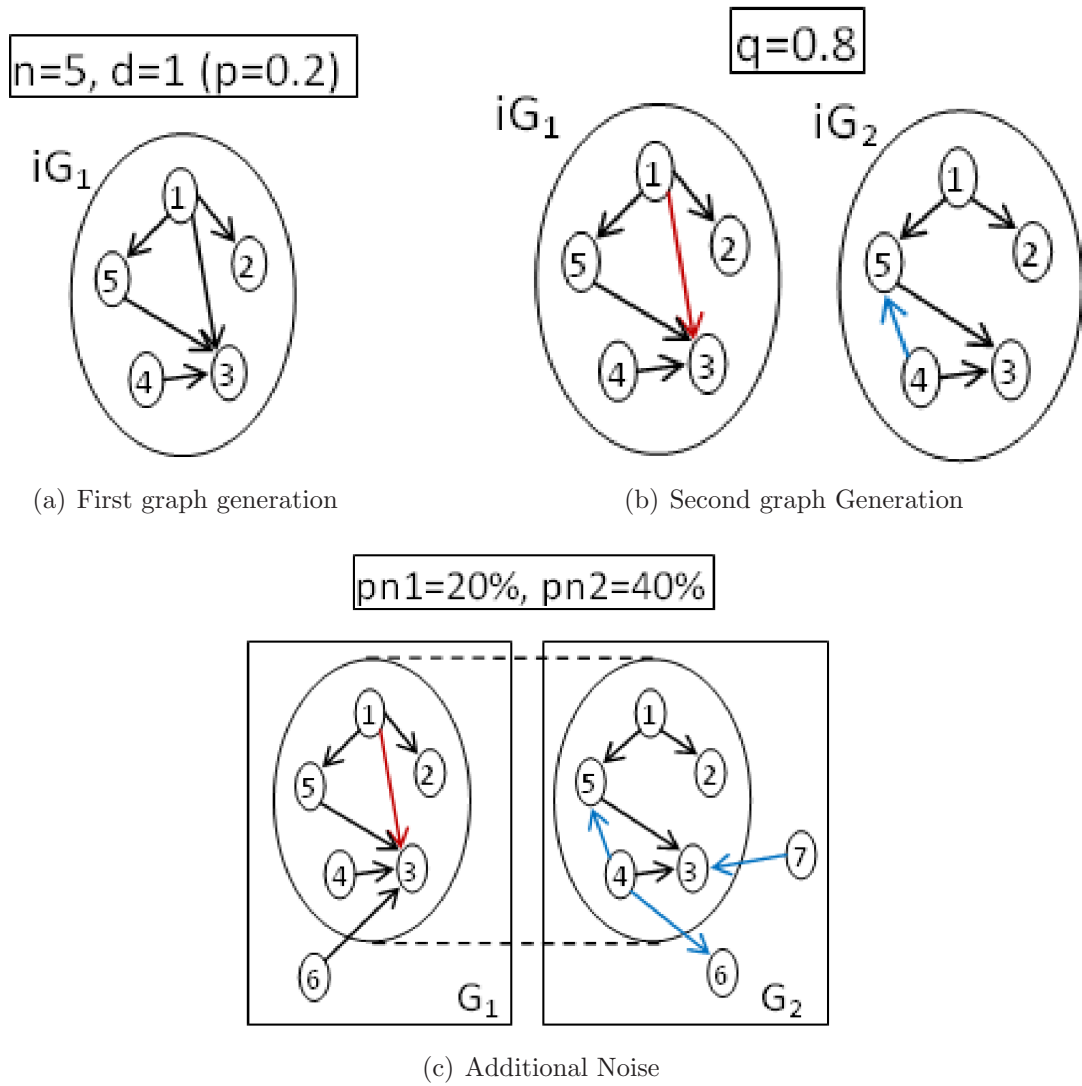 n=5, d=1 (p=0.2)
iG₁
1
5
2
4
3
(a) First graph generation
q=0.8
iG₁
1
5
2
4
3
iG₂
1
5
2
4
3
(b) Second graph Generation
pn1=20%, pn2=40%
1
5
2
4
3
6
G₁
1
5
2
4
3
7
6
G₂
(c) Additional Noise